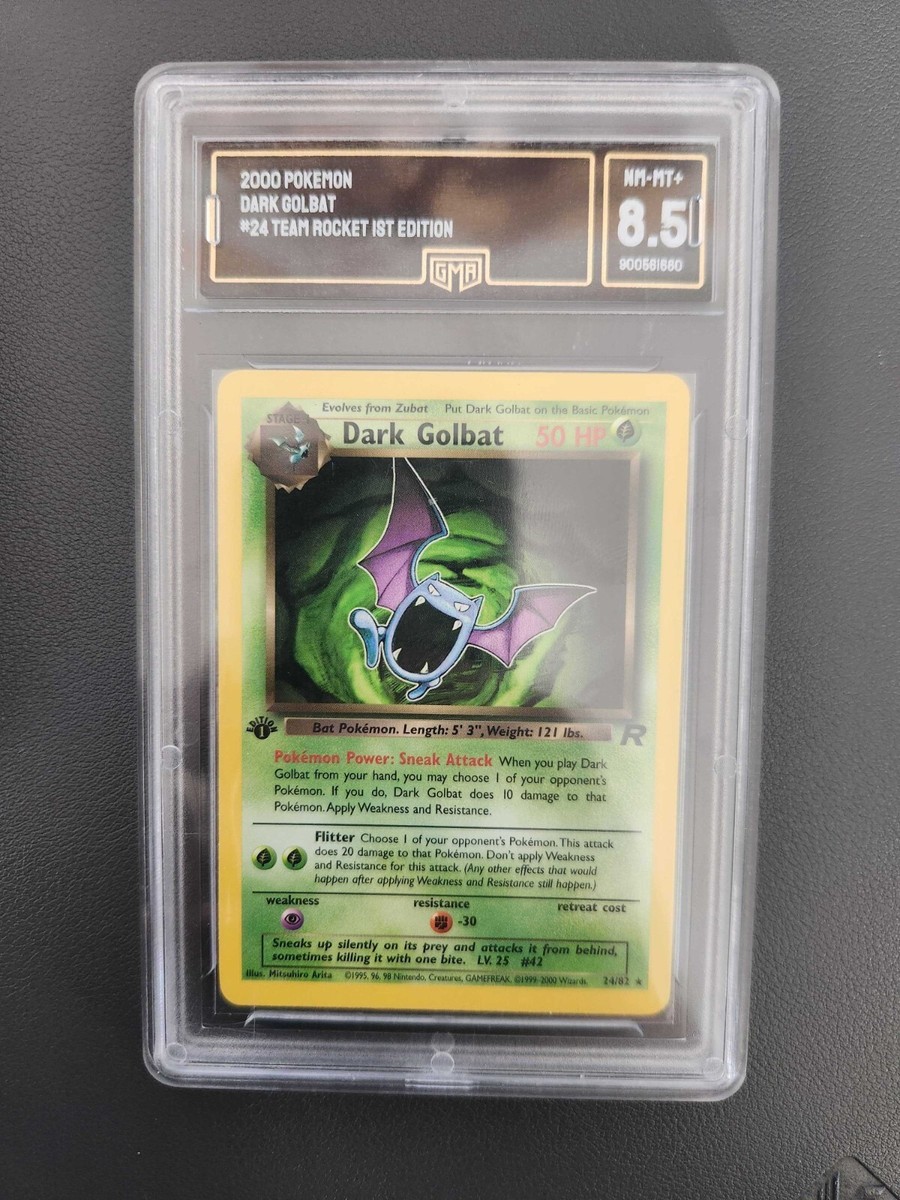 2000 POKEMON
DARK GOLBAT
#24 TEAM ROCKET 1ST EDITION
NM-MT+
8.5
900561660
GMA
Evolves from Zubat Put Dark Golbat on the Basic Pokémon
STAGE 1
Dark Golbat 50 HP
EDITION
1
Bat Pokémon. Length: 5' 3", Weight: 121 lbs.
R
Pokémon Power: Sneak Attack When you play Dark
Golbat from your hand, you may choose 1 of your opponent's
Pokémon. If you do, Dark Golbat does 10 damage to that
Pokémon. Apply Weakness and Resistance.
Flitter Choose 1 of your opponent's Pokémon. This attack
does 20 damage to that Pokémon. Don't apply Weakness
and Resistance for this attack. (Any other effects that would
happen after applying Weakness and Resistance still happen.)
weakness resistance retreat cost
-30
Sneaks up silently on its prey and attacks it from behind,
sometimes killing it with one bite. LV. 25 #42
Illus. Mitsuhiro Arita ©1995, 96, 98 Nintendo, Creatures, GAMEFREAK. ©1999-2000 Wizards. 24/82 ★